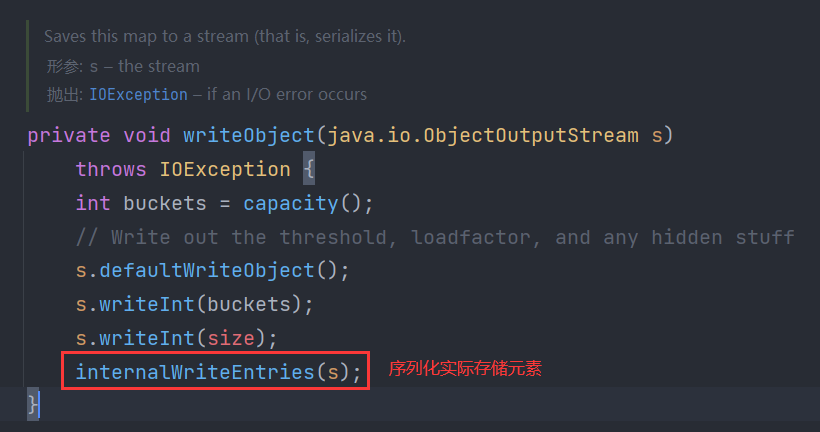 Saves this map to a stream (that is, serializes it).
形参: s – the stream
抛出: IOException – if an I/O error occurs
private void writeObject(java.io.ObjectOutputStream s)
throws IOException {
int buckets = capacity();
// Write out the threshold, loadfactor, and any hidden stuff
s.defaultWriteObject();
s.writeInt(buckets);
s.writeInt(size);
internalWriteEntries(s); 序列化实际存储元素
}